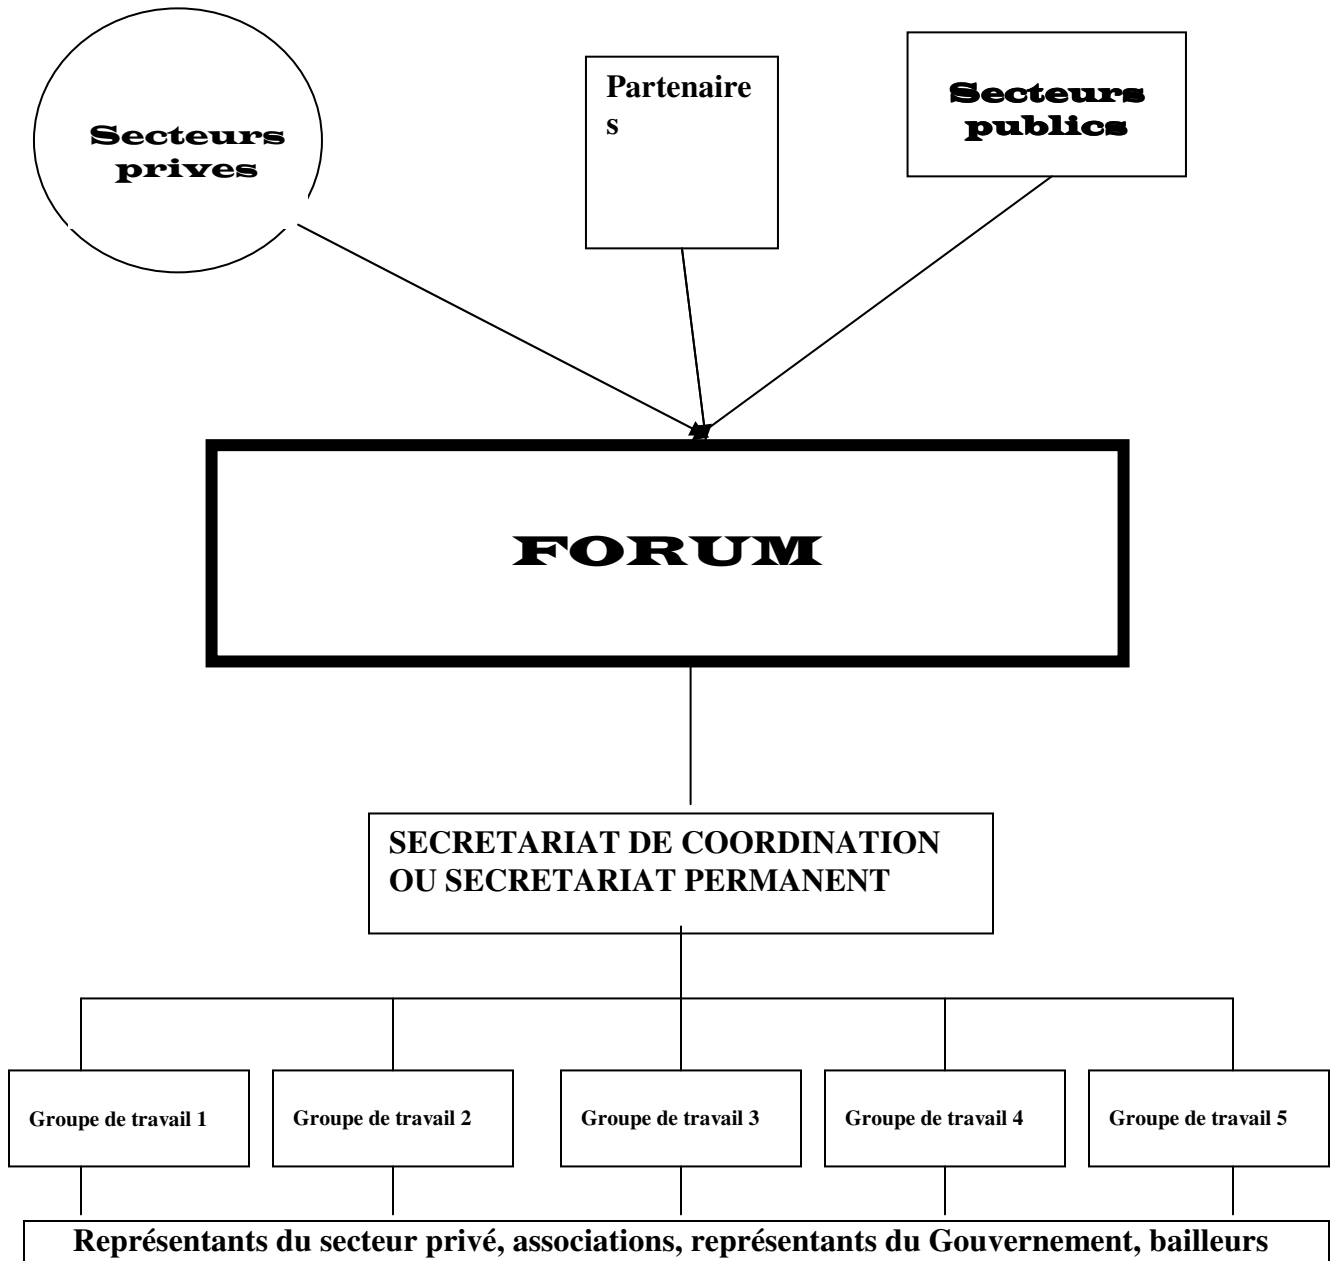 Secteurs
prives
Partenaire
s
Secteurs
publics
FORUM
SECRETARIAT DE COORDINATION
OU SECRETARIAT PERMANENT
Groupe de travail 1
Groupe de travail 2
Groupe de travail 3
Groupe de travail 4
Groupe de travail 5
Représentants du secteur privé, associations, représentants du Gouvernement, bailleurs